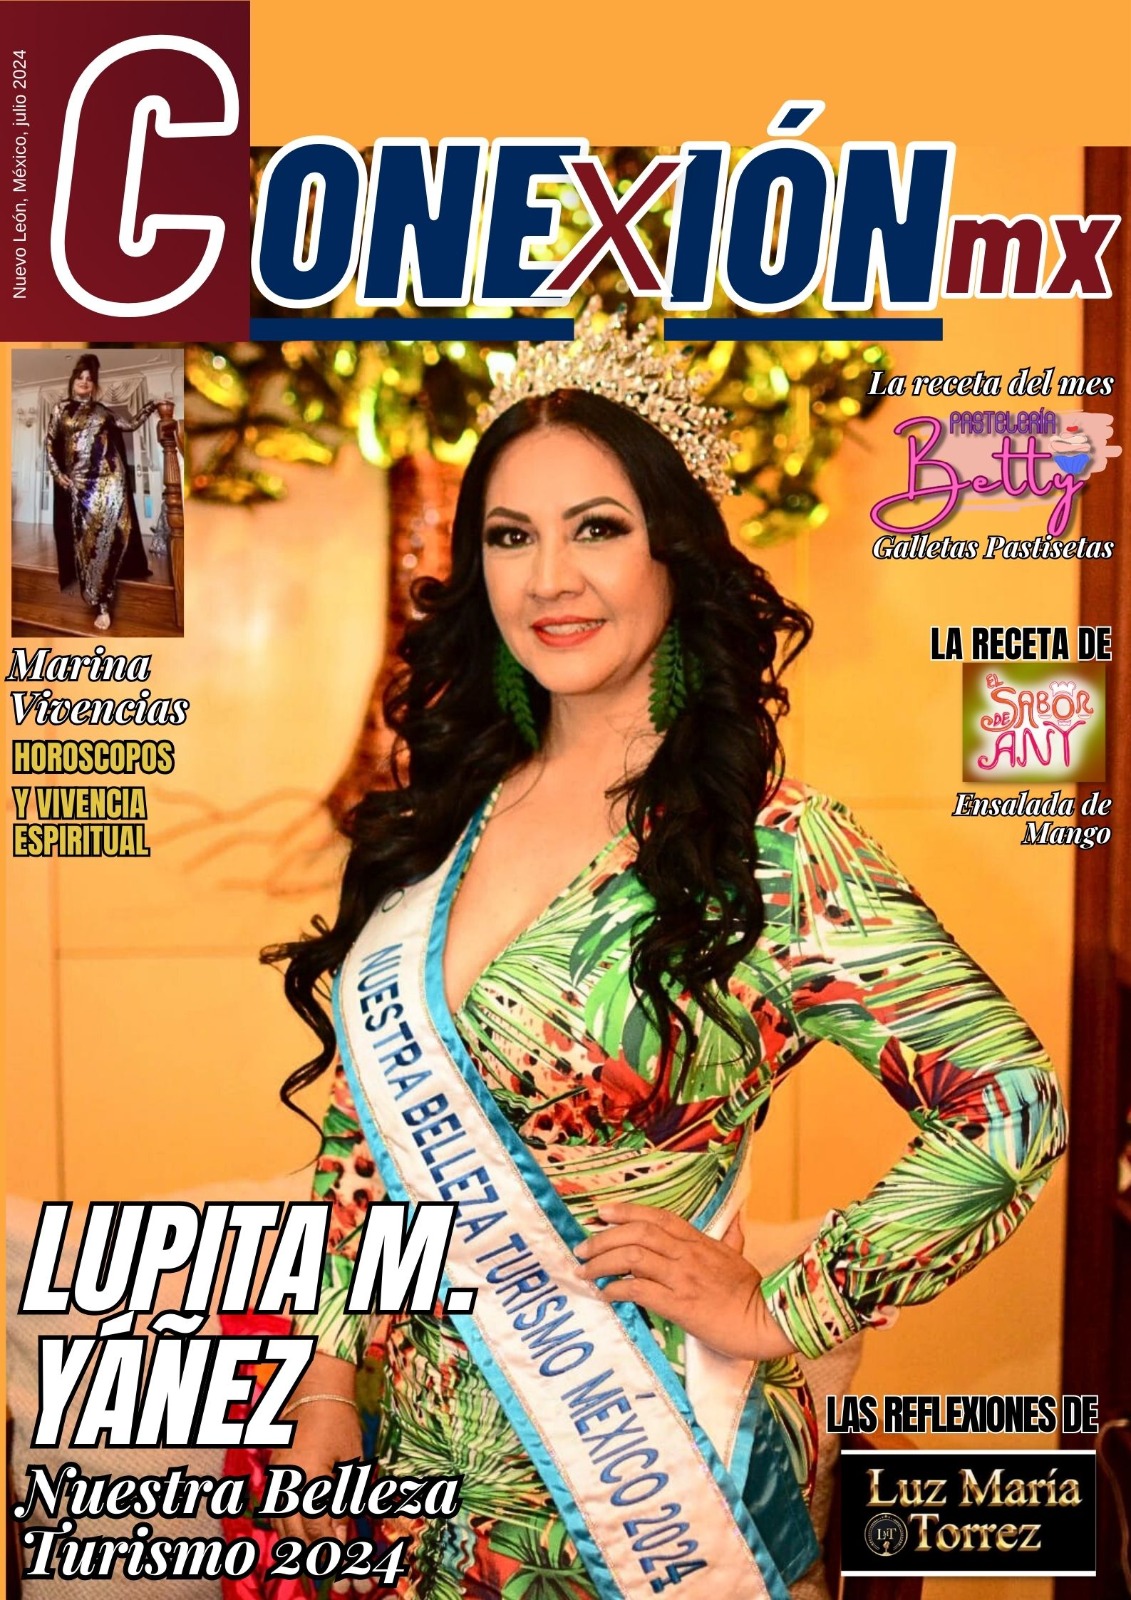 Nuevo León, México, julio 2024
CONEXIÓN mx
La receta del mes
PASTELERÍA
Betty
Galletas Pastisetas
LA RECETA DE
EL
SABOR
DE
ANY
Ensalada de
Mango
Marina
Vivencias
HOROSCOPOS
Y VIVENCIA
ESPIRITUAL
NUESTRA BELLEZA TURISMO MÉXICO 2024
LUPITA M.
YÁÑEZ
Nuestra Belleza
Turismo 2024
LAS REFLEXIONES DE
Luz María
Torrez